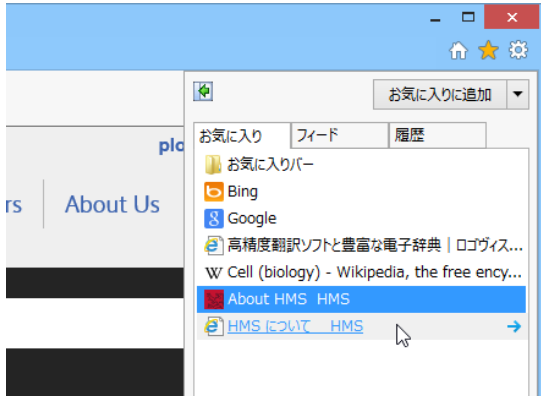 お気に入りに追加
お気に入り フィード 履歴
plo
お気に入りバー
rs About Us
Bing
Google
高精度翻訳ソフトと豊富な電子辞典｜ロゴヴィス...
W Cell (biology) - Wikipedia, the free ency...
About HMS HMS
HMS について HMS